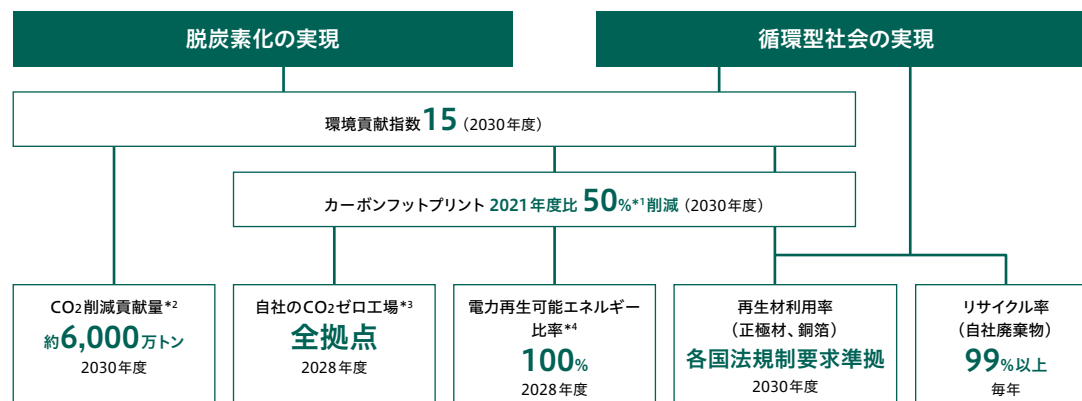 脱炭素化の実現
循環型社会の実現
環境貢献指数15（2030年度）
カーボンフットプリント 2021年度比 50%*1削減（2030年度）
CO2削減貢献量*2
約6,000万トン
2030年度
自社のCO2ゼロ工場*3
全拠点
2028年度
電力再生可能エネルギー
比率*4
100%
2028年度
再生材利用率
（正極材、銅箔）
各国法規制要求準拠
2030年度
リサイクル率
（自社廃棄物）
99%以上
毎年